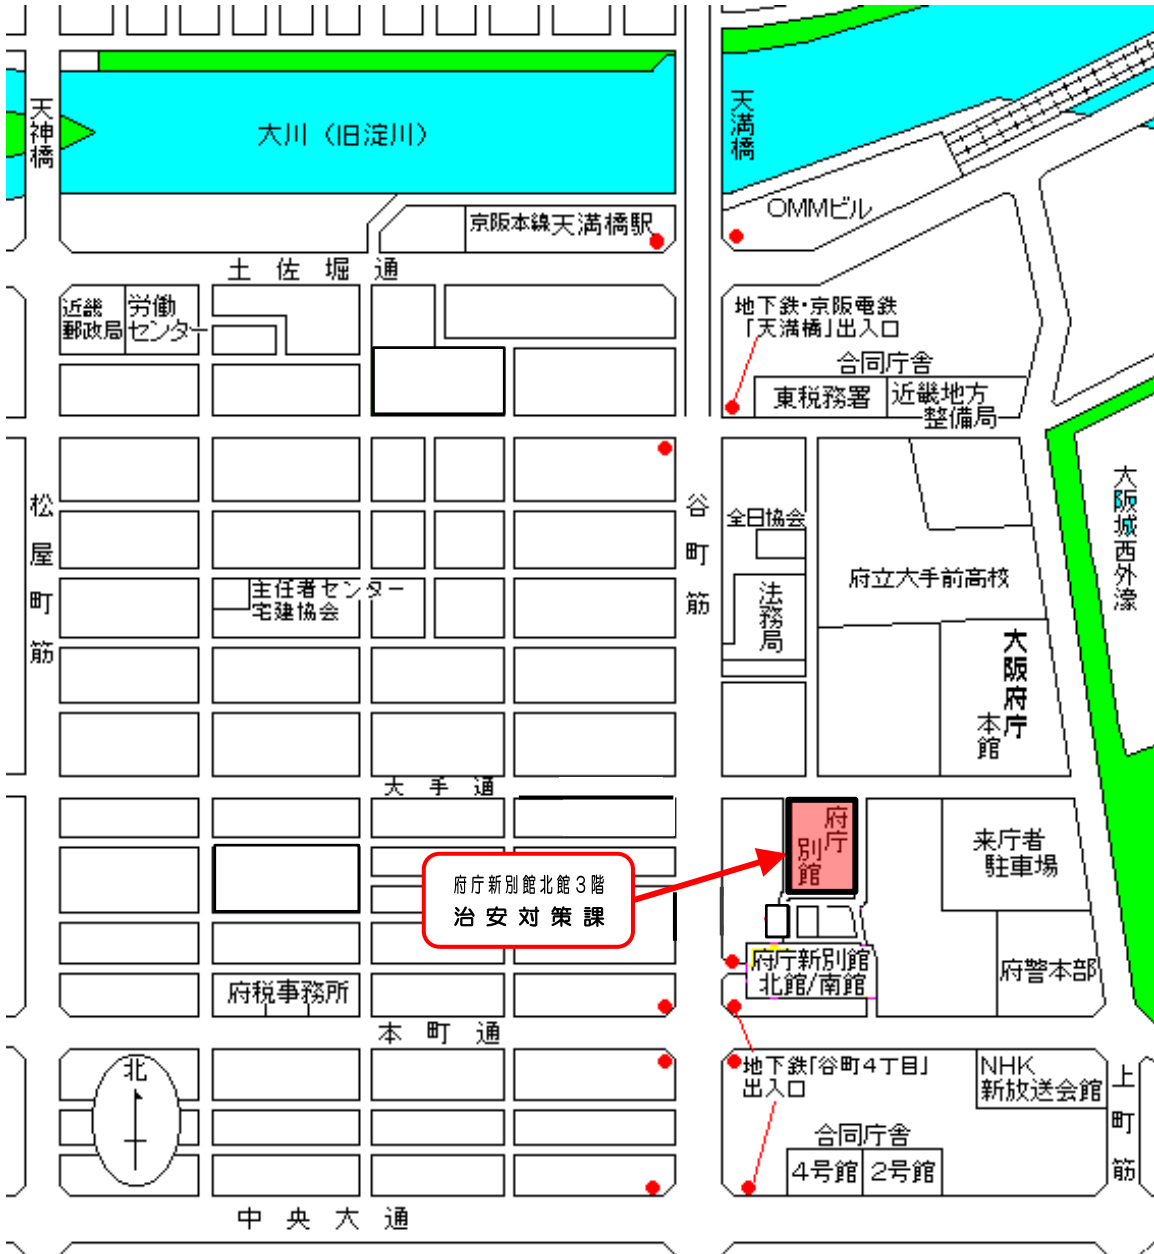 天神橋
大川（旧淀川）
天満橋
OMMビル
京阪本線天満橋駅
土佐堀通
近畿
郵政局
労働
センター
地下鉄・京阪電鉄
「天満橋」出入口
合同庁舎
東税務署
近畿地方
整備局
松屋町筋
谷町筋
全日協会
大阪城西外濠
主任者センター
宅建協会
法務局
府立大手前高校
大阪府庁
本館
大手通
府庁
別館
来庁者
駐車場
府庁新別館北館３階
治安対策課
府庁新別館
北館/南館
府警本部
府税事務所
本町通
北
地下鉄「谷町4丁目」
出入口
NHK
新放送会館
上町筋
合同庁舎
4号館
2号館
中央大通